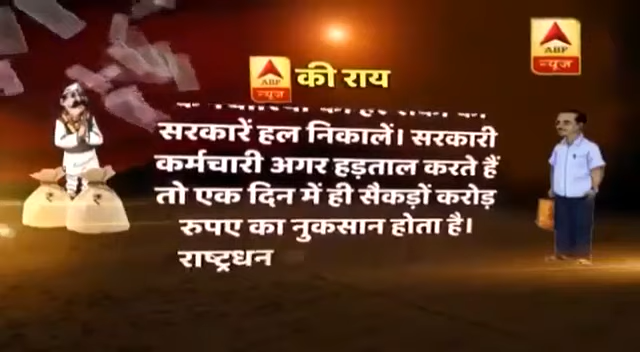 ABP
न्यूज़
ABP
न्यूज़
की राय
सरकारें हल निकालें। सरकारी
कर्मचारी अगर हड़ताल करते हैं
तो एक दिन में ही सैकड़ों करोड़
रुपए का नुकसान होता है।
राष्ट्रधन